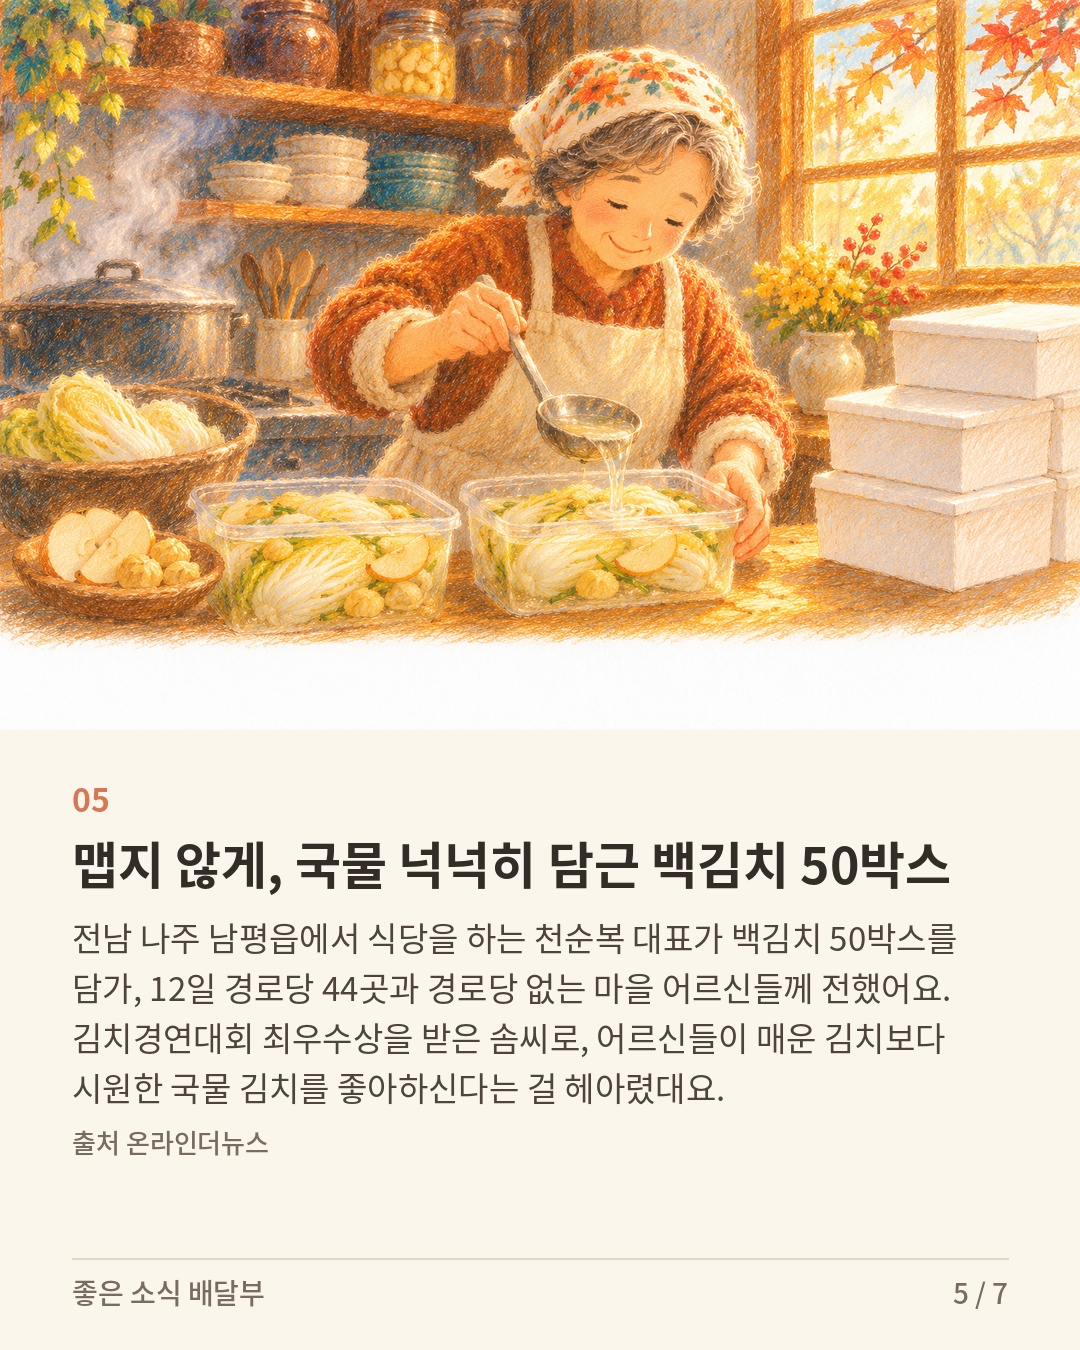 05
맵지 않게, 국물 넉넉히 담근 백김치 50박스
전남 나주 남평읍에서 식당을 하는 천순복 대표가 백김치 50박스를
담가, 12일 경로당 44곳과 경로당 없는 마을 어르신들께 전했어요.
김치경연대회 최우수상을 받은 솜씨로, 어르신들이 매운 김치보다
시원한 국물 김치를 좋아하신다는 걸 헤아렸대요.
출처 온라인더뉴스
좋은 소식 배달부
5 / 7